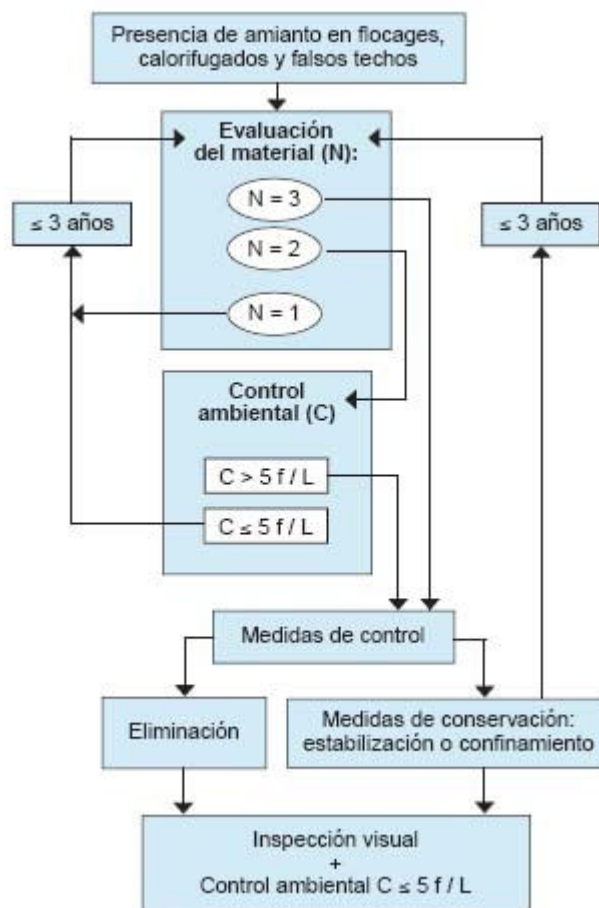 Presencia de amianto en flocages,
calorifugados y falsos techos
Evaluación
del material (N):
N = 3
≤ 3 años
≤ 3 años
N = 2
N = 1
Control
ambiental (C)
C > 5 f / L
C ≤ 5 f / L
Medidas de control
Eliminación
Medidas de conservación:
estabilización o confinamiento
Inspección visual
+
Control ambiental C ≤ 5 f / L